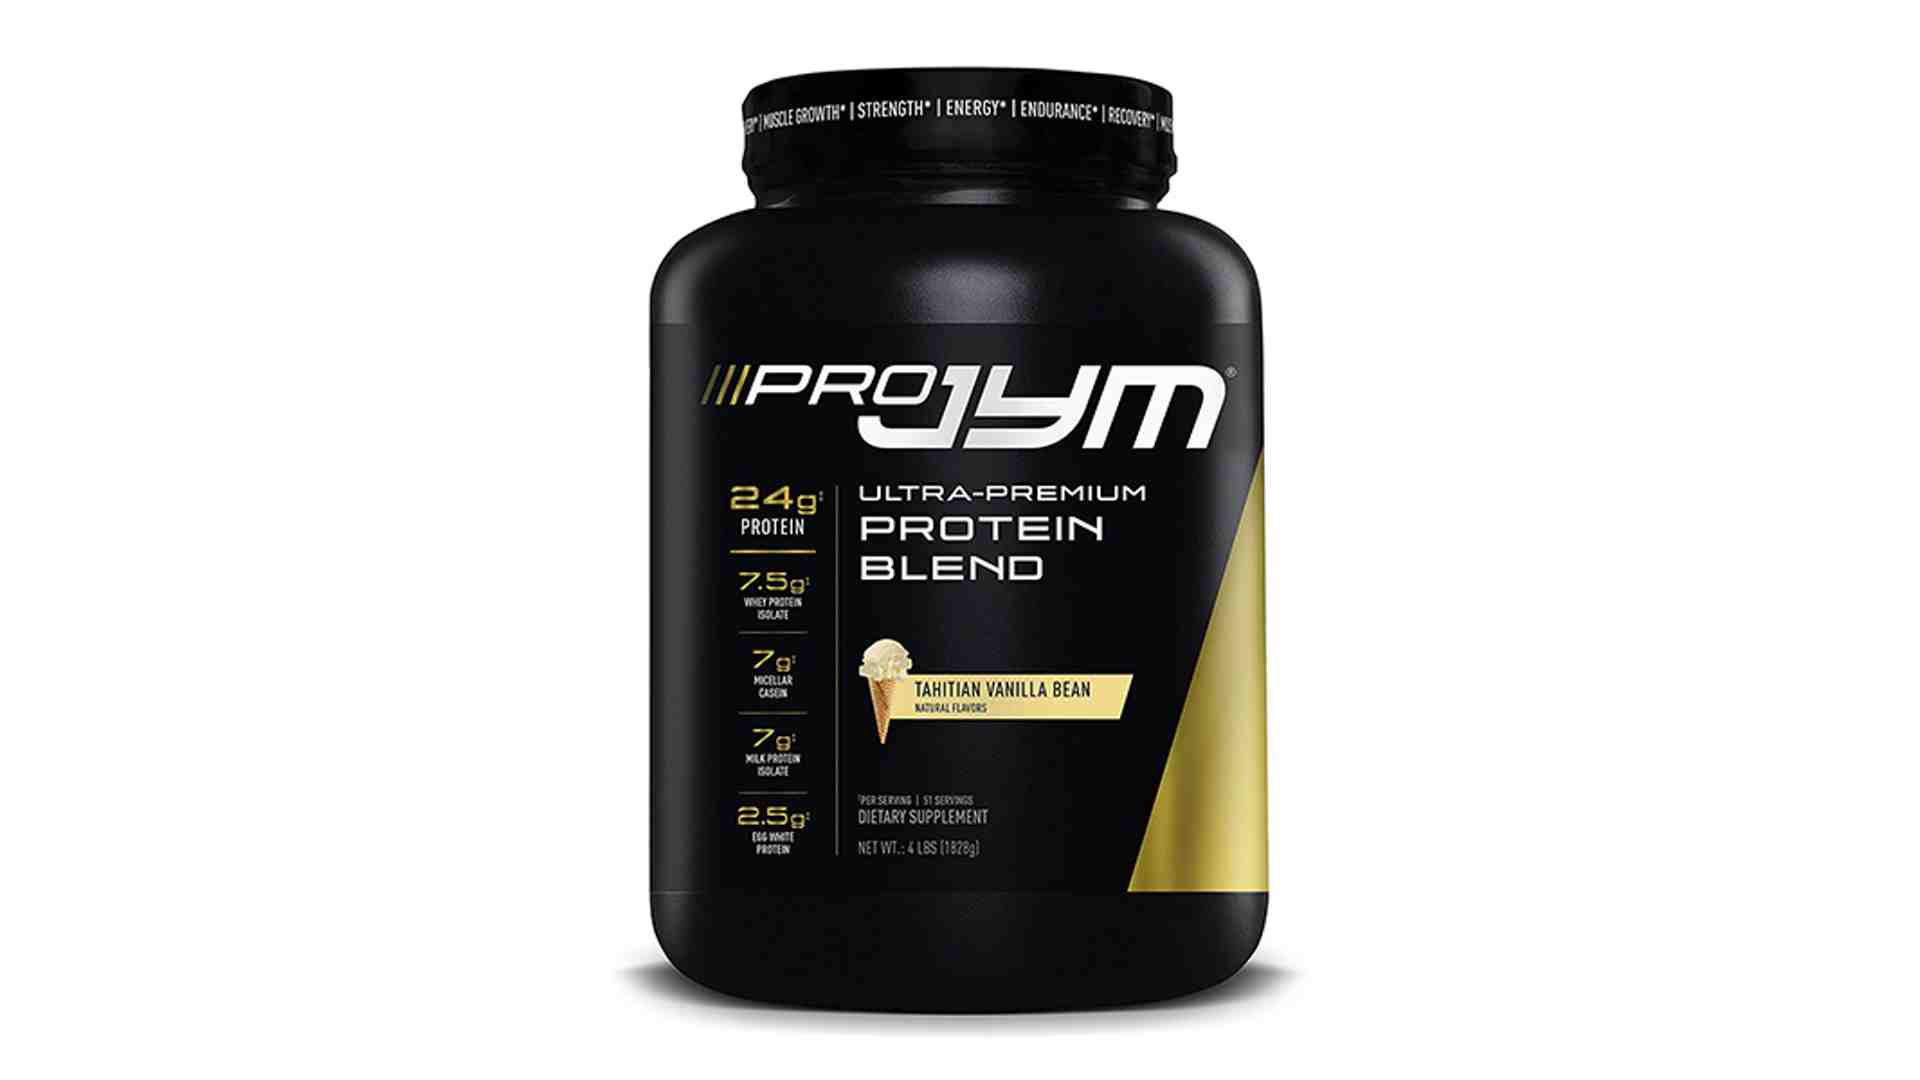 MUSCLE GROWTH* | STRENGTH* | ENERGY* | ENDURANCE* | RECOVERY* |
PRO JYM®
24g‡
PROTEIN
7.5g‡
WHEY PROTEIN
ISOLATE
7g‡
MICELLAR
CASEIN
7g‡
MILK PROTEIN
ISOLATE
2.5g‡
EGG WHITE
PROTEIN
ULTRA-PREMIUM
PROTEIN
BLEND
TAHITIAN VANILLA BEAN
NATURAL FLAVORS
‡PER SERVING | 51 SERVINGS
DIETARY SUPPLEMENT
NET WT.: 4 LBS (1828g)